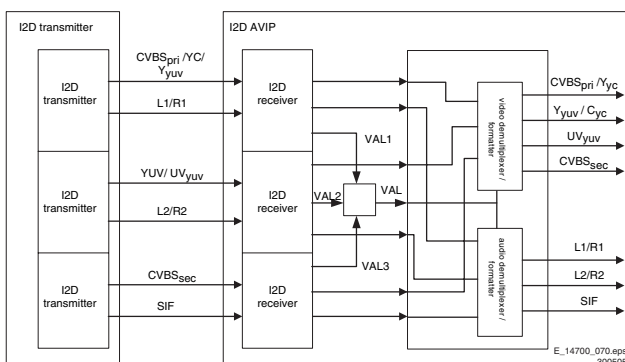 I2D transmitter
I2D AVIP
I2D
transmitter
CVBSpri /YC/
Yyuv
L1/R1
I2D
receiver
VAL1
video demultiplexer /
formatter
CVBSpri /Yyc
Yyuv / Cyc
UVyuv
CVBSsec
I2D
transmitter
YUV/ UVyuv
L2/R2
I2D
receiver
VAL2
VAL
I2D
transmitter
CVBSsec
SIF
I2D
receiver
VAL3
audio demultiplexer /
formatter
L1/R1
L2/R2
SIF
E_14700_070.eps
300505